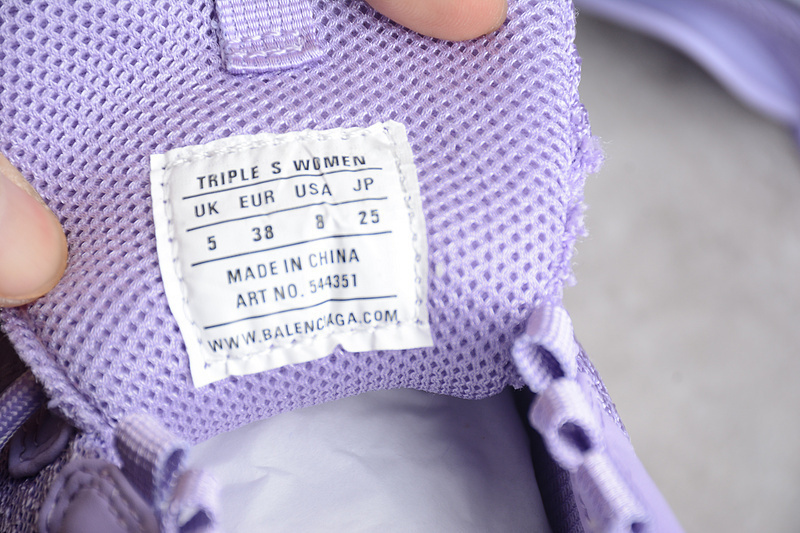 TRIPLE S WOMEN
UK EUR USA JP
5 38 8 25
MADE IN CHINA
ART NO. 544351
WWW.BALENCIAGA.COM